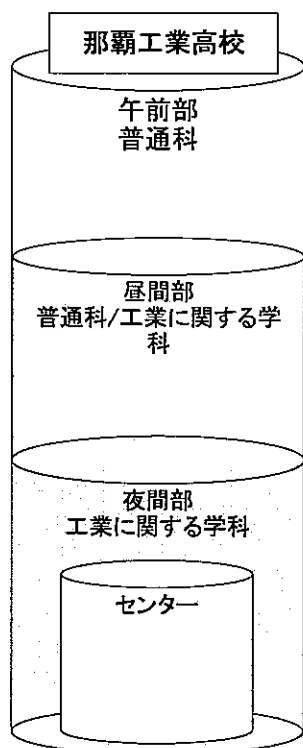 那覇工業高校
午前部
普通科
昼間部
普通科/工業に関する学
科
夜間部
工業に関する学科
センター